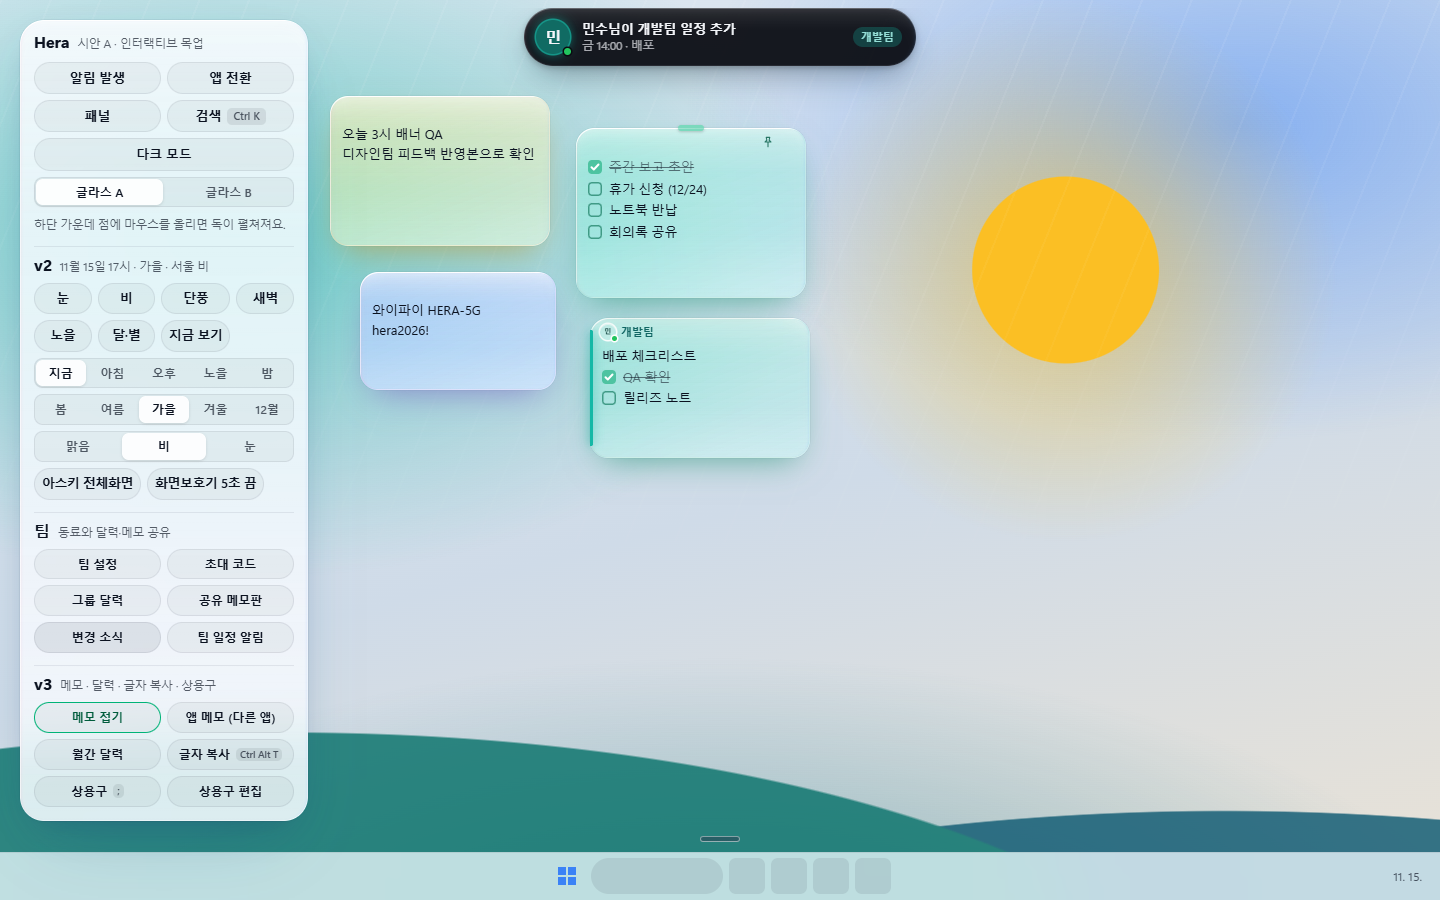 Hera 시안 A · 인터랙티브 목업
알림 발생
앱 전환
패널
검색 Ctrl K
다크 모드
글라스 A
글라스 B
하단 가운데 점에 마우스를 올리면 독이 펼쳐져요.
v2 11월 15일 17시 · 가을 · 서울 비
눈
비
단풍
새벽
노을
달·별
지금 보기
지금
아침
오후
노을
밤
봄
여름
가을
겨울
12월
맑음
비
눈
아스키 전체화면
화면보호기 5초 끔
팀 동료와 달력·메모 공유
팀 설정
초대 코드
그룹 달력
공유 메모판
변경 소식
팀 일정 알림
v3 메모 · 달력 · 글자 복사 · 상용구
메모 접기
앱 메모 (다른 앱)
월간 달력
글자 복사 Ctrl Alt T
상용구 ;
상용구 편집
민
민수님이 개발팀 일정 추가
금 14:00 · 배포
개발팀
오늘 3시 배너 QA
디자인팀 피드백 반영본으로 확인
주간 보고 초안
휴가 신청 (12/24)
노트북 반납
회의록 공유
와이파이 HERA-5G
hera2026!
민 개발팀
배포 체크리스트
QA 확인
릴리즈 노트
11. 15.